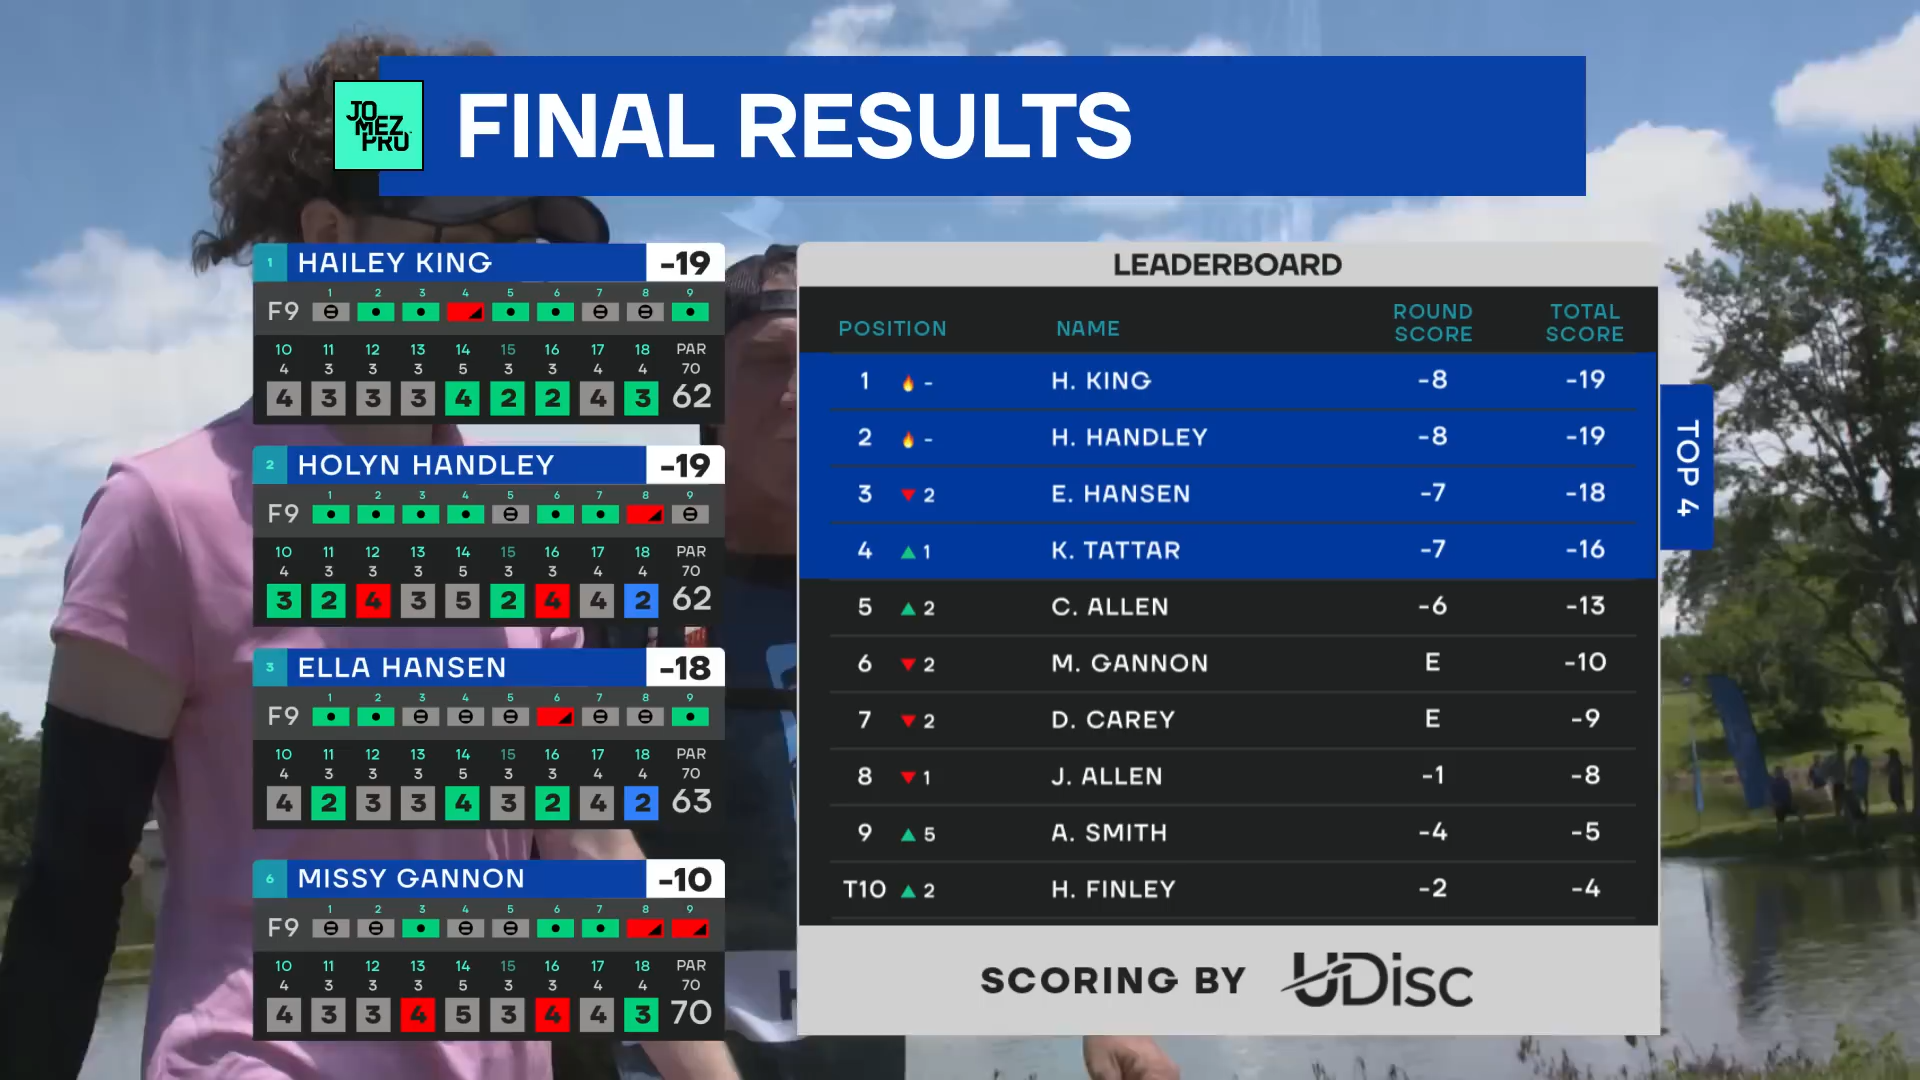 JO
MEZ
PRO
FINAL RESULTS
1 HAILEY KING -19
1 2 3 4 5 6 7 8 9
F9
10 11 12 13 14 15 16 17 18 PAR
4 3 3 3 5 3 3 4 4 70
4 3 3 3 4 2 2 4 3 62
2 HOLYN HANDLEY -19
1 2 3 4 5 6 7 8 9
F9
10 11 12 13 14 15 16 17 18 PAR
4 3 3 3 5 3 3 4 4 70
3 2 4 3 5 2 4 4 2 62
3 ELLA HANSEN -18
1 2 3 4 5 6 7 8 9
F9
10 11 12 13 14 15 16 17 18 PAR
4 3 3 3 5 3 3 4 4 70
4 2 3 3 4 3 2 4 2 63
6 MISSY GANNON -10
1 2 3 4 5 6 7 8 9
F9
10 11 12 13 14 15 16 17 18 PAR
4 3 3 3 5 3 3 4 4 70
4 3 3 4 5 3 4 4 3 70
LEADERBOARD
POSITION NAME ROUND SCORE TOTAL SCORE
1 - H. KING -8 -19
2 - H. HANDLEY -8 -19
3 2 E. HANSEN -7 -18
4 1 K. TATTAR -7 -16
5 2 C. ALLEN -6 -13
6 2 M. GANNON E -10
7 2 D. CAREY E -9
8 1 J. ALLEN -1 -8
9 5 A. SMITH -4 -5
T10 2 H. FINLEY -2 -4
TOP 4
SCORING BY UDisc